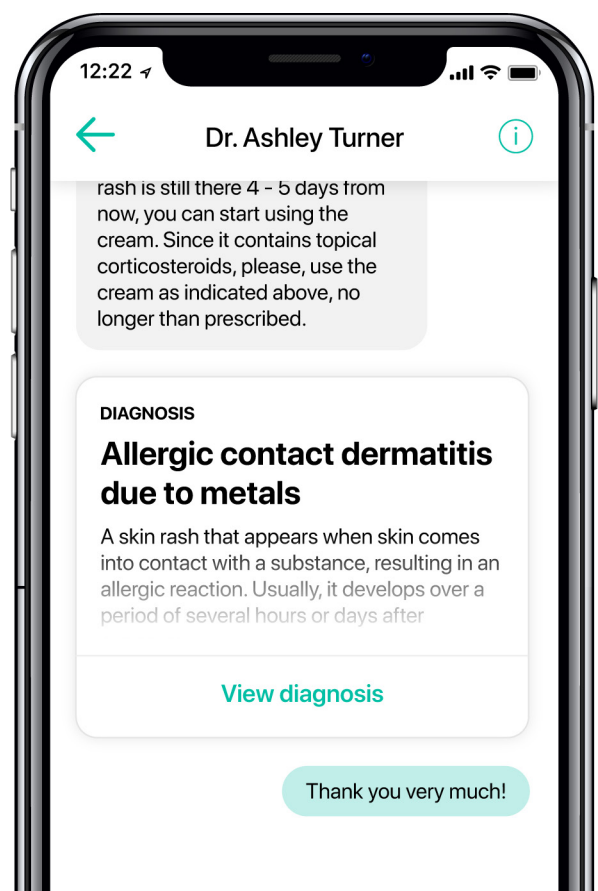 12:22
Dr. Ashley Turner
rash is still there 4 - 5 days from
now, you can start using the
cream. Since it contains topical
corticosteroids, please, use the
cream as indicated above, no
longer than prescribed.
DIAGNOSIS
Allergic contact dermatitis
due to metals
A skin rash that appears when skin comes
into contact with a substance, resulting in an
allergic reaction. Usually, it develops over a
period of several hours or days after
View diagnosis
Thank you very much!